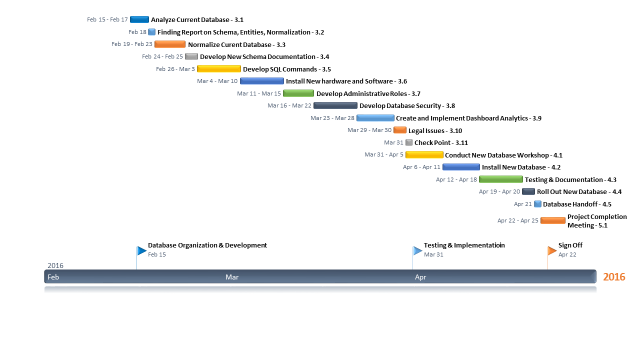 Feb 15 - Feb 17 Analyze Current Database - 3.1
Feb 18 Finding Report on Schema, Entities, Normalization - 3.2
Feb 19 - Feb 23 Normalize Curent Database - 3.3
Feb 24 - Feb 25 Develop New Schema Documentation - 3.4
Feb 26 - Mar 3 Develop SQL Commands - 3.5
Mar 4 - Mar 10 Install New hardware and Software - 3.6
Mar 11 - Mar 15 Develop Administrative Roles - 3.7
Mar 16 - Mar 22 Develop Database Security - 3.8
Mar 23 - Mar 28 Create and Implement Dashboard Analytics - 3.9
Mar 29 - Mar 30 Legal Issues - 3.10
Mar 31 Check Point - 3.11
Mar 31 - Apr 5 Conduct New Database Workshop - 4.1
Apr 6 - Apr 11 Install New Database - 4.2
Apr 12 - Apr 18 Testing & Documentation - 4.3
Apr 19 - Apr 20 Roll Out New Database - 4.4
Apr 21 Database Handoff - 4.5
Apr 22 - Apr 25 Project Completion
Meeting - 5.1
Database Organization & Development
Feb 15
Testing & Implementatioin
Mar 31
Sign Off
Apr 22
2016
Feb Mar Apr 2016